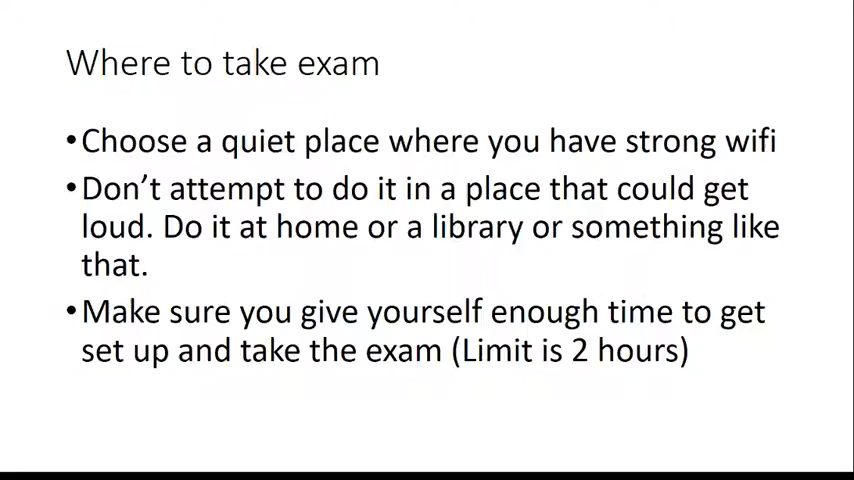 Where to take exam
•Choose a quiet place where you have strong wifi
•Don’t attempt to do it in a place that could get
loud. Do it at home or a library or something like
that.
•Make sure you give yourself enough time to get
set up and take the exam (Limit is 2 hours)